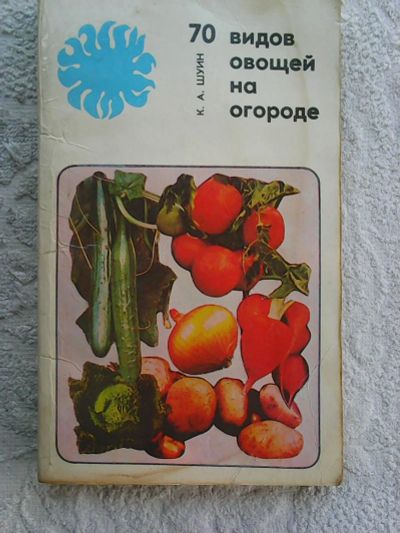 К. А. ШУИН
70 видов
овощей
на
огороде